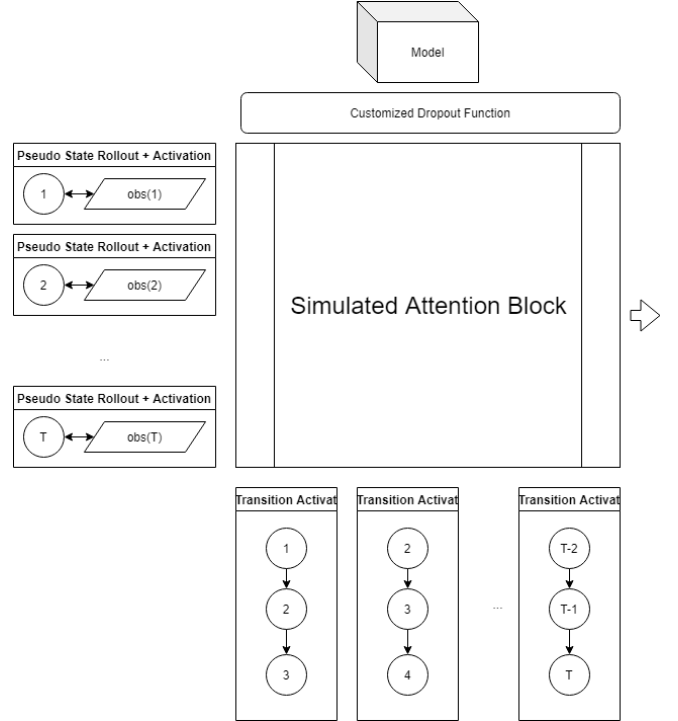 Model
Customized Dropout Function
Pseudo State Rollout + Activation
1
obs(1)
Pseudo State Rollout + Activation
2
obs(2)
...
Pseudo State Rollout + Activation
T
obs(T)
Simulated Attention Block
Transition Activat
1
2
3
Transition Activat
2
3
4
...
Transition Activat
T-2
T-1
T